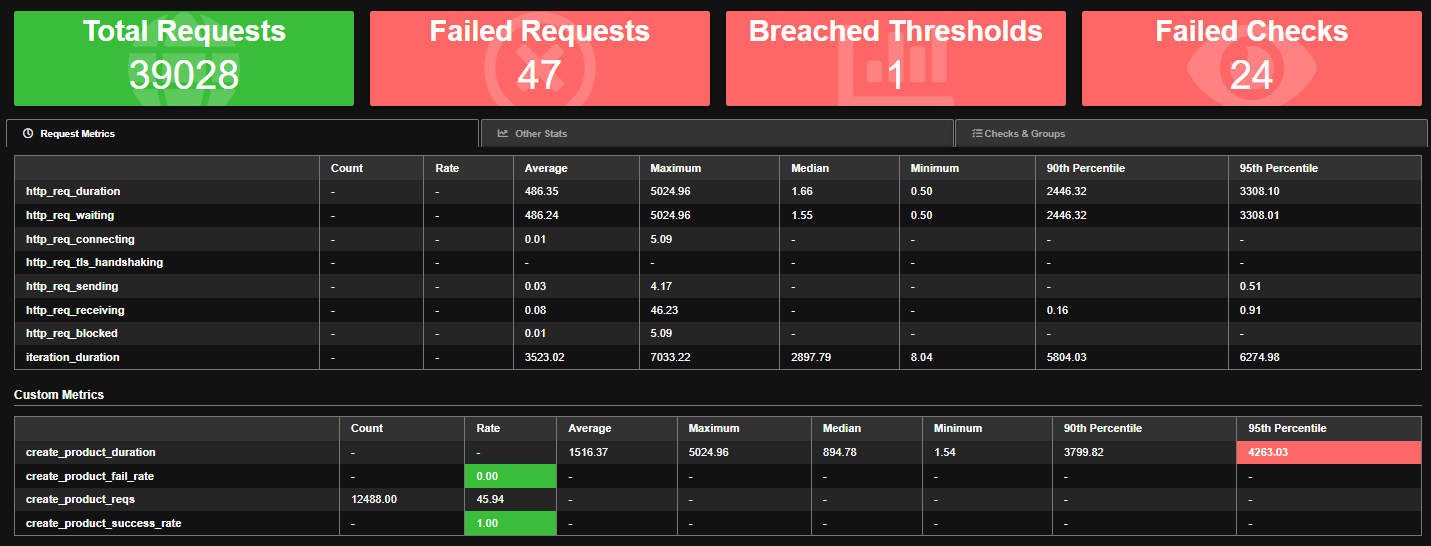 Total Requests Failed Requests Breached Thresholds Failed Checks
39028 47 1 24
Request Metrics Other Stats Checks & Groups
Count Rate Average Maximum Median Minimum 90th Percentile 95th Percentile
http_req_duration - - 486.35 5024.96 1.66 0.50 2446.32 3308.10
http_req_waiting - - 486.24 5024.96 1.55 0.50 2446.32 3308.01
http_req_connecting - - 0.01 5.09 - - - -
http_req_tls_handshaking - - - - - - - -
http_req_sending - - 0.03 4.17 - - - 0.51
http_req_receiving - - 0.08 46.23 - - 0.16 0.91
http_req_blocked - - 0.01 5.09 - - - -
iteration_duration - - 3523.02 7033.22 2897.79 8.04 5804.03 6274.98
Custom Metrics
Count Rate Average Maximum Median Minimum 90th Percentile 95th Percentile
create_product_duration - - 1516.37 5024.96 894.78 1.54 3799.82 4263.03
create_product_fail_rate - 0.00 - - - - - -
create_product_reqs 12488.00 45.94 - - - - - -
create_product_success_rate - 1.00 - - - - - -